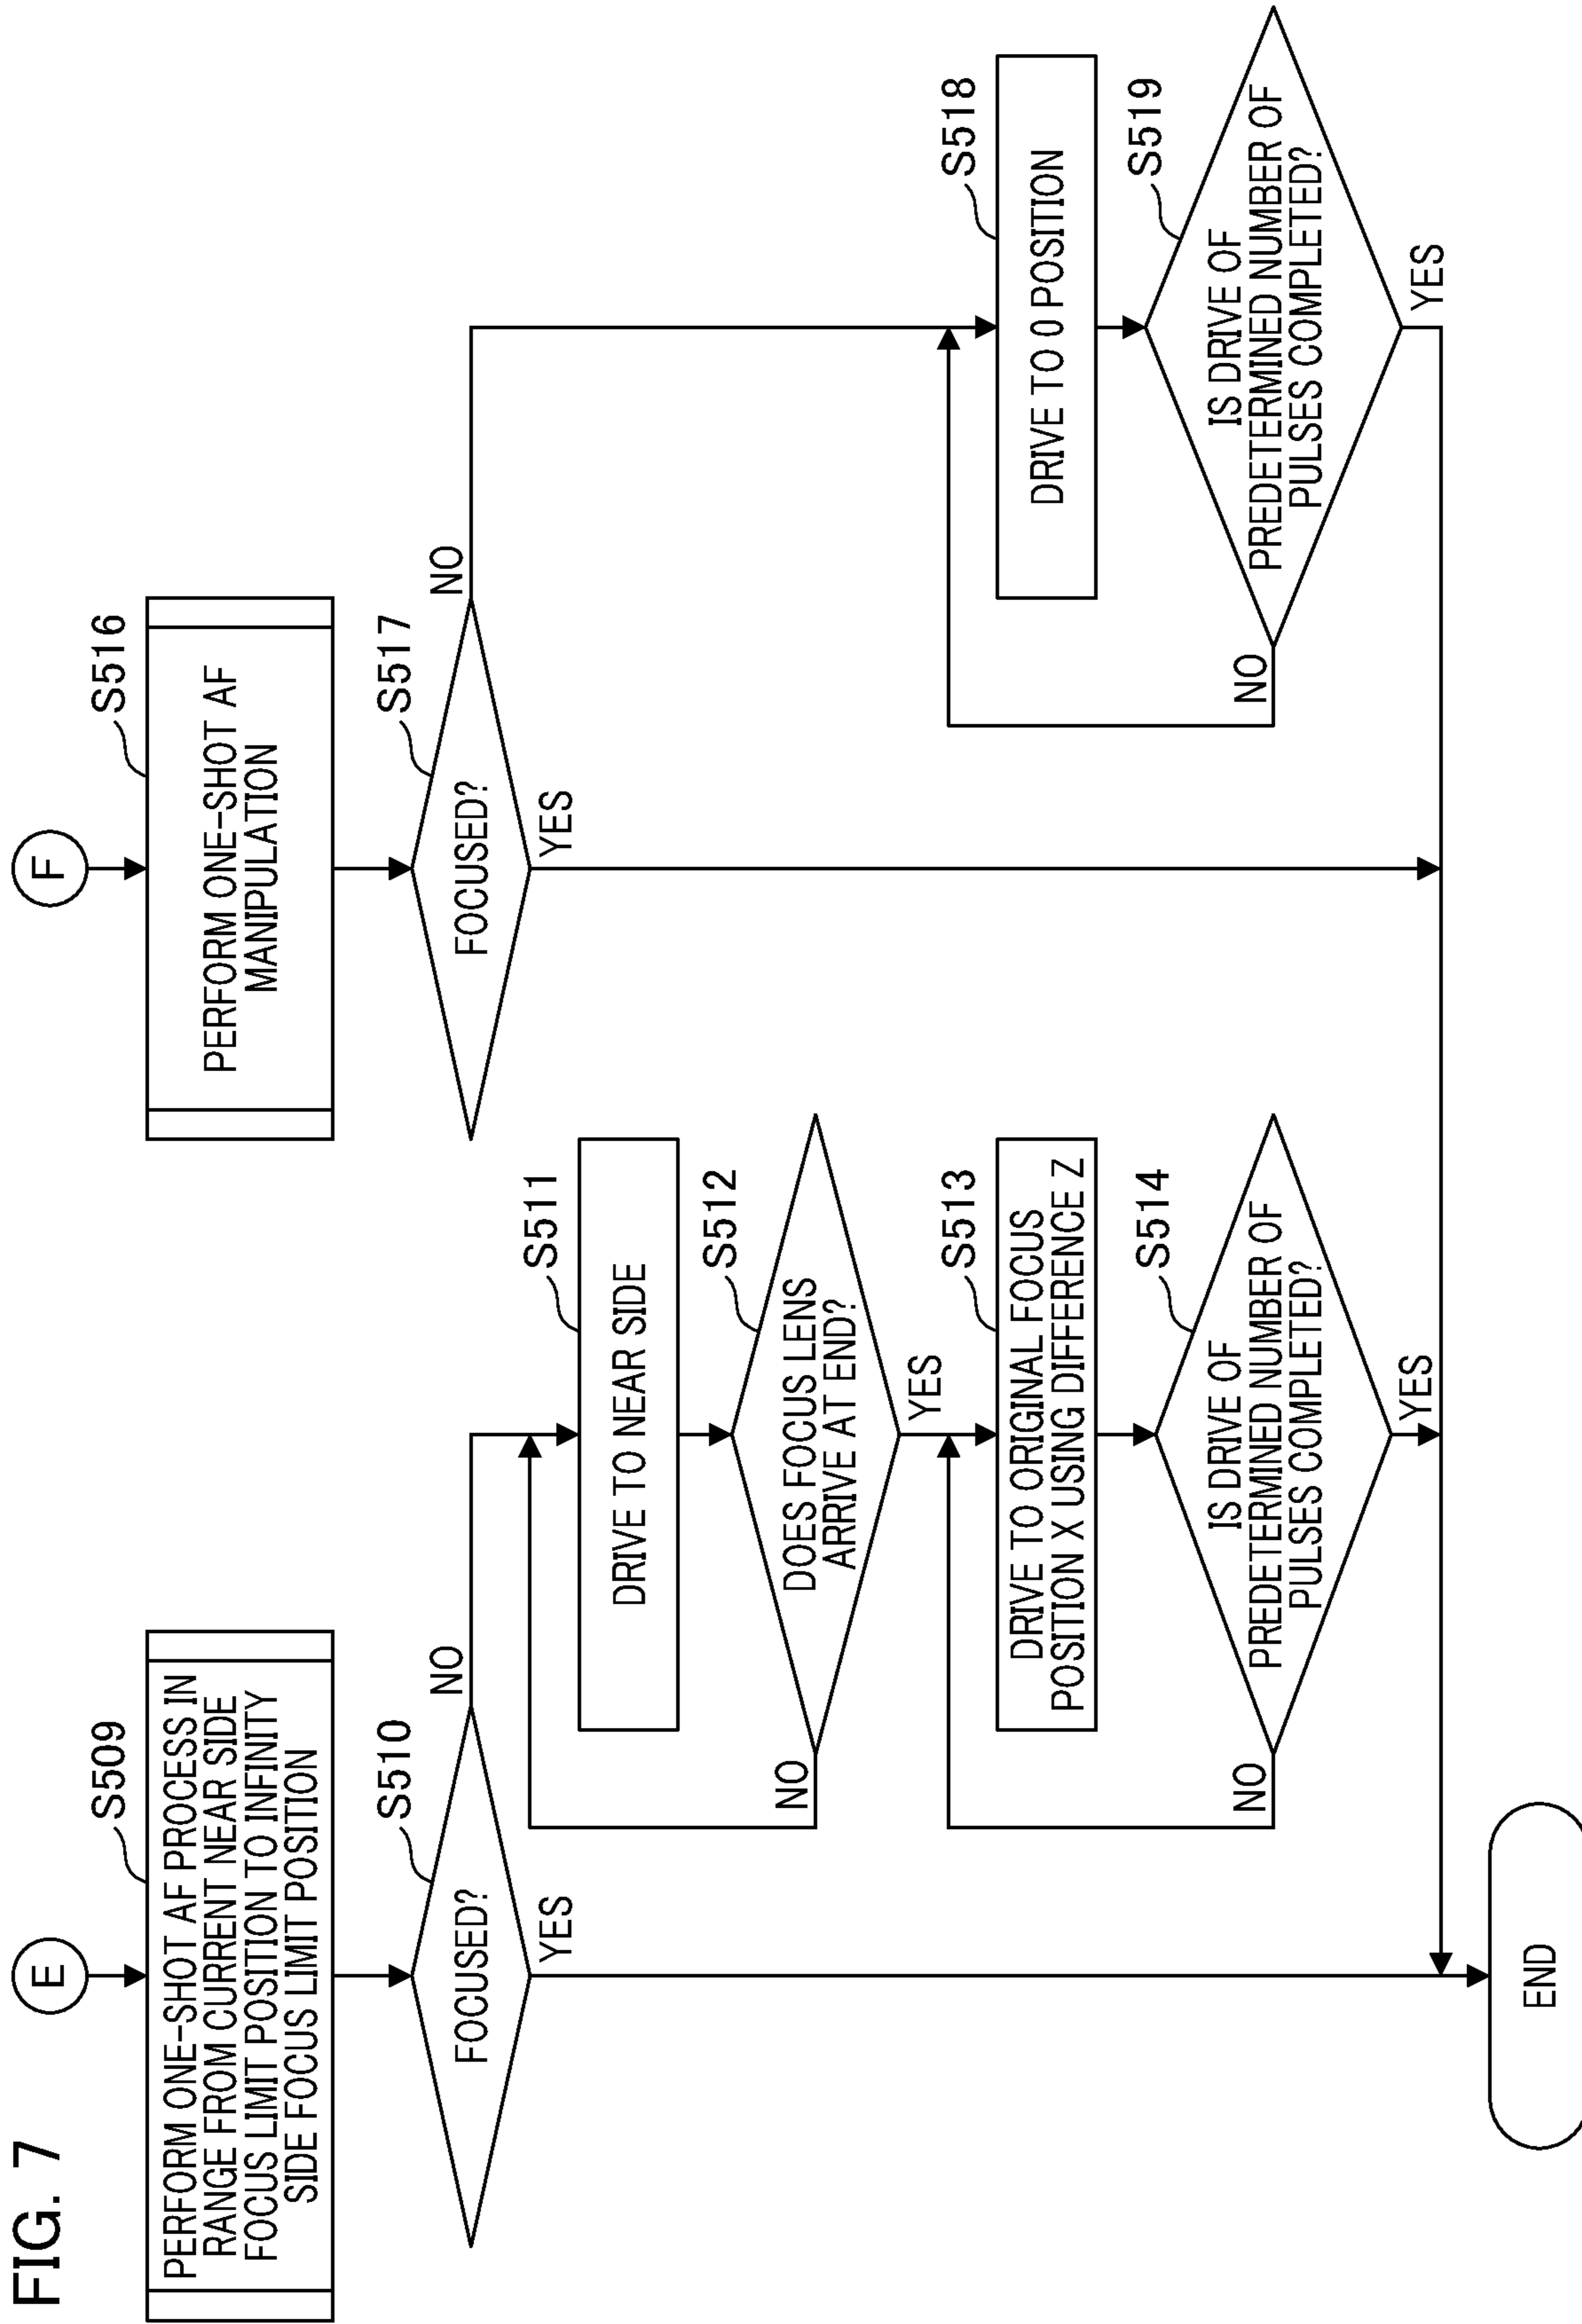 FIG. 7
E
S509
PERFORM ONE-SHOT AF PROCESS IN
RANGE FROM CURRENT NEAR SIDE
FOCUS LIMIT POSITION TO INFINITY
SIDE FOCUS LIMIT POSITION
S510
FOCUSED?
NO
YES
S511
DRIVE TO NEAR SIDE
S512
DOES FOCUS LENS
ARRIVE AT END?
NO
YES
S513
DRIVE TO ORIGINAL FOCUS
POSITION X USING DIFFERENCE Z
S514
IS DRIVE OF
PREDETERMINED NUMBER OF
PULSES COMPLETED?
NO
YES
END
F
S516
PERFORM ONE-SHOT AF
MANIPULATION
S517
FOCUSED?
NO
YES
S518
DRIVE TO 0 POSITION
S519
IS DRIVE OF
PREDETERMINED NUMBER OF
PULSES COMPLETED?
NO
YES